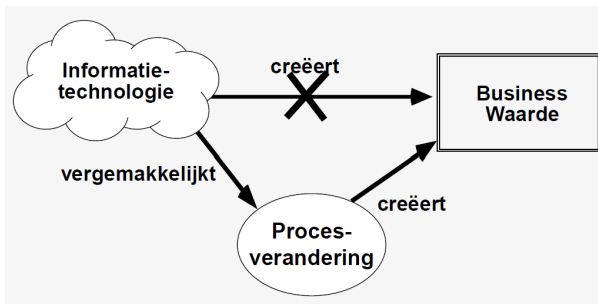 Informatie-
technologie
creëert
Business
Waarde
vergemakkelijkt
creëert
Proces-
verandering